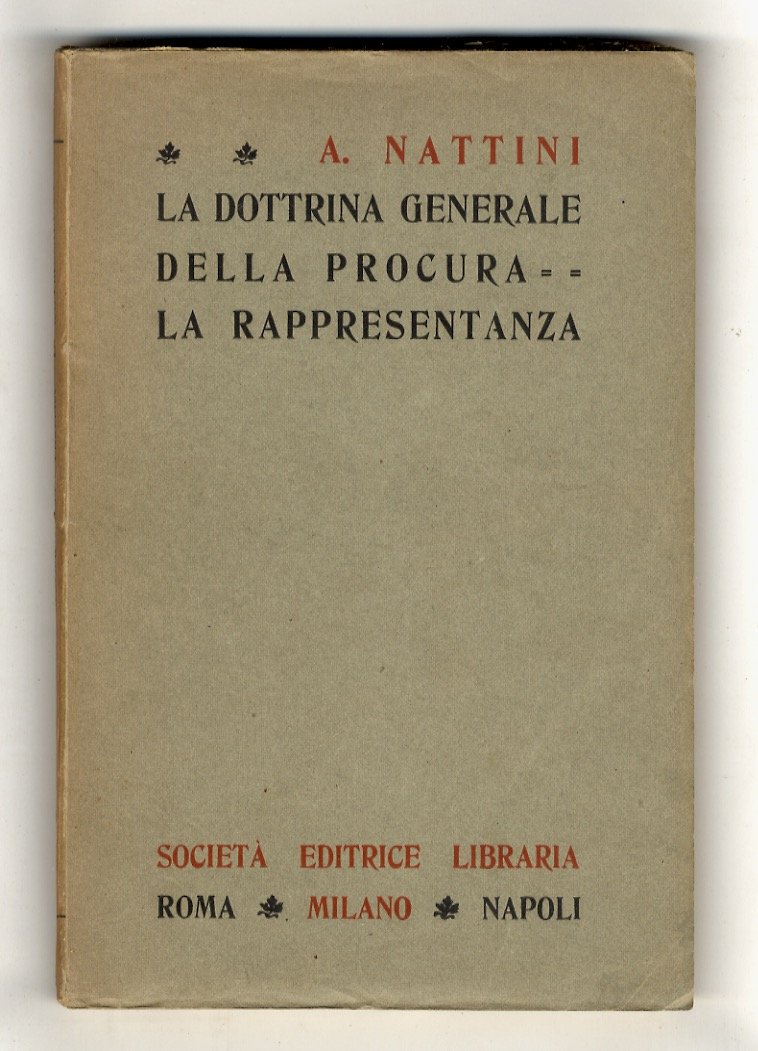 A. NATTINI
LA DOTTRINA GENERALE
DELLA PROCURA = =
LA RAPPRESENTANZA
SOCIETÀ EDITRICE LIBRARIA
ROMA MILANO NAPOLI